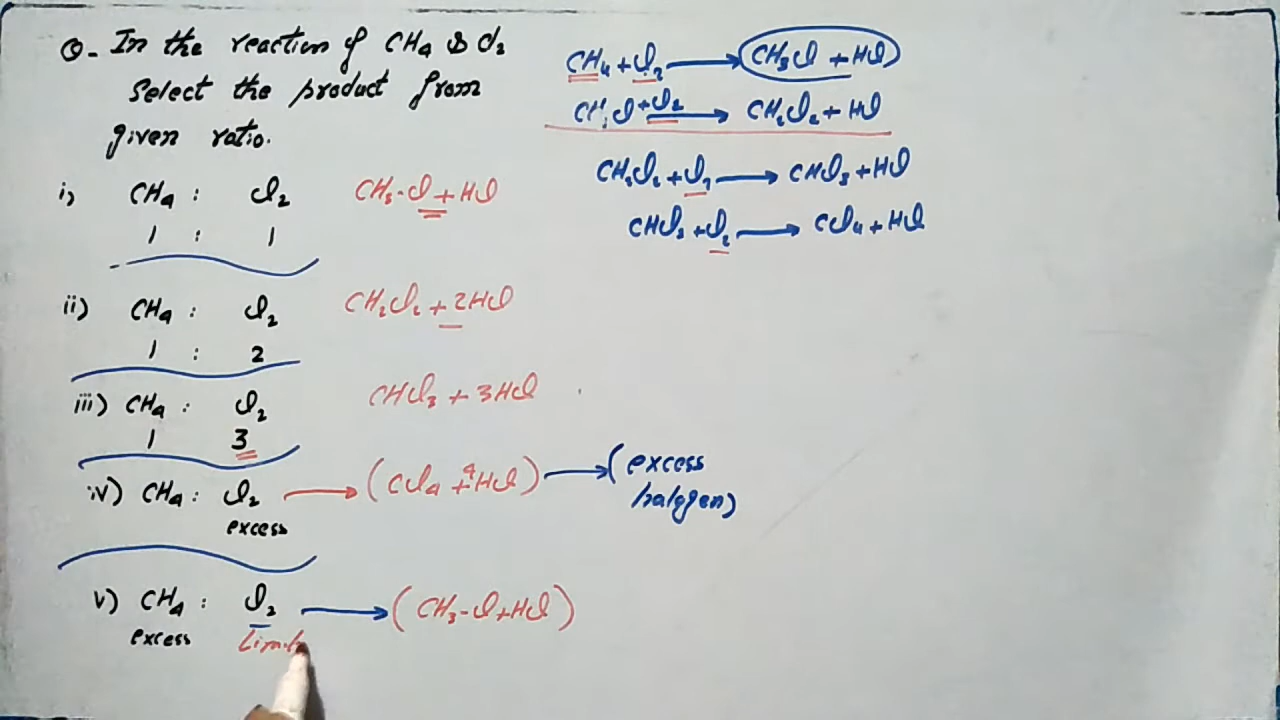 Q- In the reaction of CH4 & Cl2
Select the product from
given ratio.
i) CH4 : Cl2 CH3-Cl + HCl
1 : 1
ii) CH4 : Cl2 CH2Cl2 + 2HCl
1 : 2
iii) CH4 : Cl2 CHCl3 + 3HCl
1 3
iv) CH4 : Cl2 → (CCl4 + 4HCl) → (excess
excess halogen)
v) CH4 : Cl2 → (CH3-Cl + HCl)
excess
CH4 + Cl2 → CH3Cl + HCl
CH3Cl + Cl2 → CH2Cl2 + HCl
CH2Cl2 + Cl2 → CHCl3 + HCl
CHCl3 + Cl2 → CCl4 + HCl